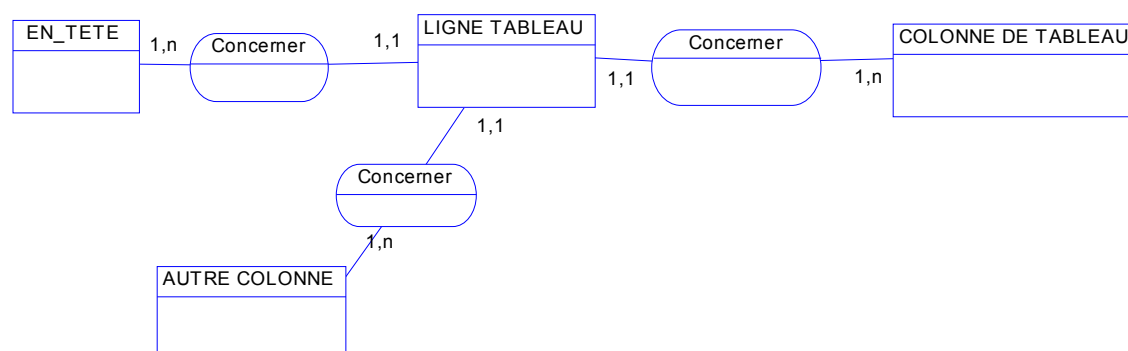 EN_TETE
1,n
Concerner
1,1
LIGNE TABLEAU
1,1
Concerner
1,n
COLONNE DE TABLEAU
1,1
Concerner
1,n
AUTRE COLONNE